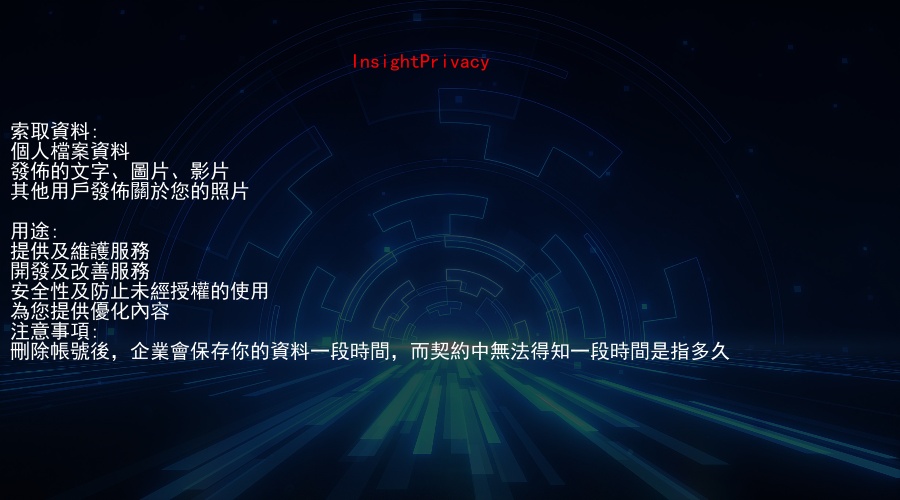 InsightPrivacy
索取資料:
個人檔案資料
發佈的文字、圖片、影片
其他用戶發佈關於您的照片
用途:
提供及維護服務
開發及改善服務
安全性及防止未經授權的使用
為您提供優化內容
注意事項:
刪除帳號後，企業會保存你的資料一段時間，而契約中無法得知一段時間是指多久